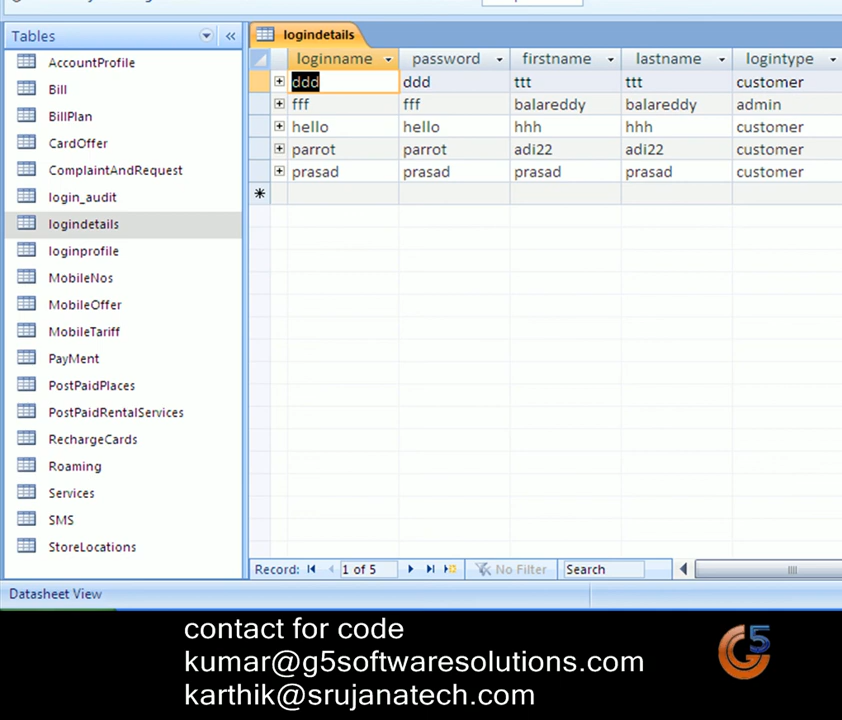 Tables
«
AccountProfile
Bill
BillPlan
CardOffer
ComplaintAndRequest
login_audit
logindetails
loginprofile
MobileNos
MobileOffer
MobileTariff
PayMent
PostPaidPlaces
PostPaidRentalServices
RechargeCards
Roaming
Services
SMS
StoreLocations
logindetails
loginname password firstname lastname logintype
ddd ddd ttt ttt customer
fff fff balareddy balareddy admin
hello hello hhh hhh customer
parrot parrot adi22 adi22 customer
prasad prasad prasad prasad customer
Record: 1 of 5 No Filter Search
Datasheet View
contact for code
kumar@g5softwaresolutions.com
karthik@srujanatech.com
G5